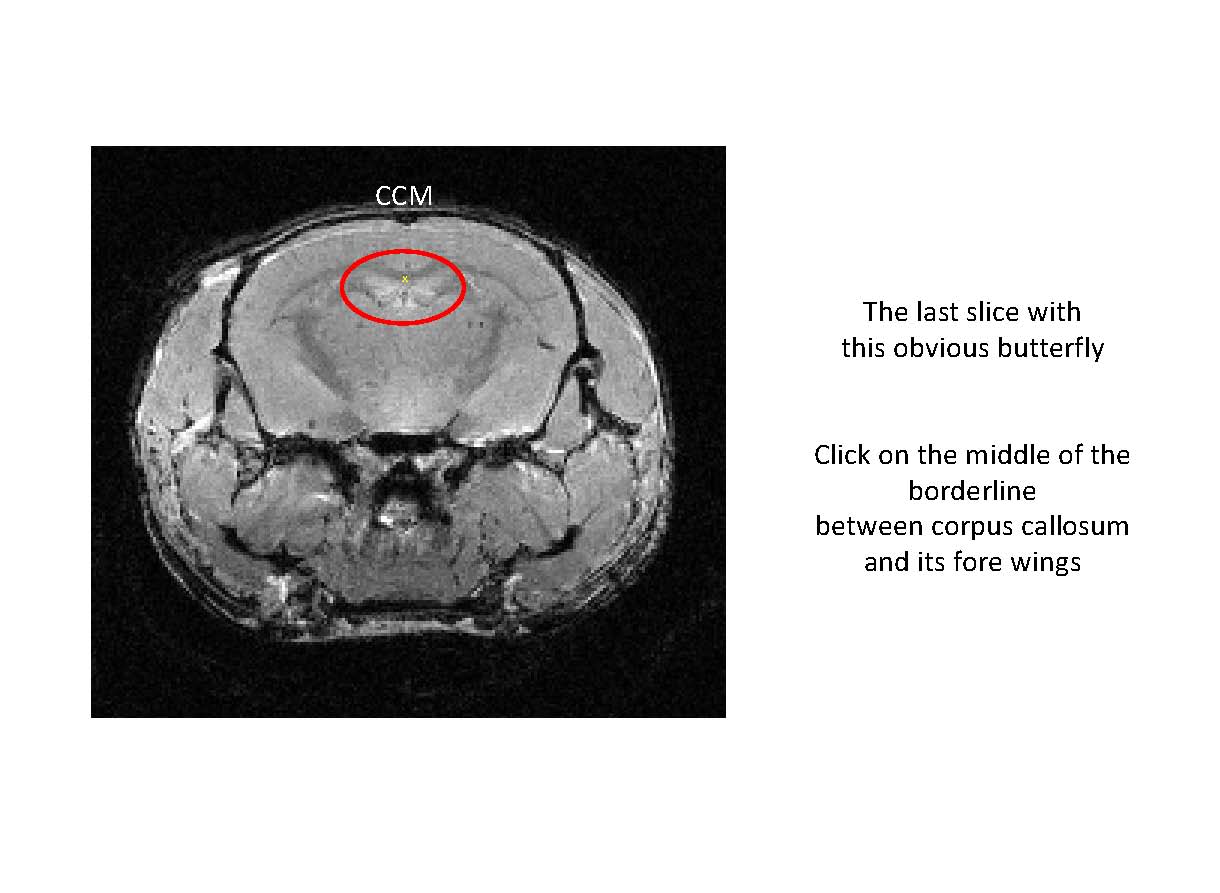 CCM
The last slice with
this obvious butterfly
Click on the middle of the
borderline
between corpus callosum
and its fore wings